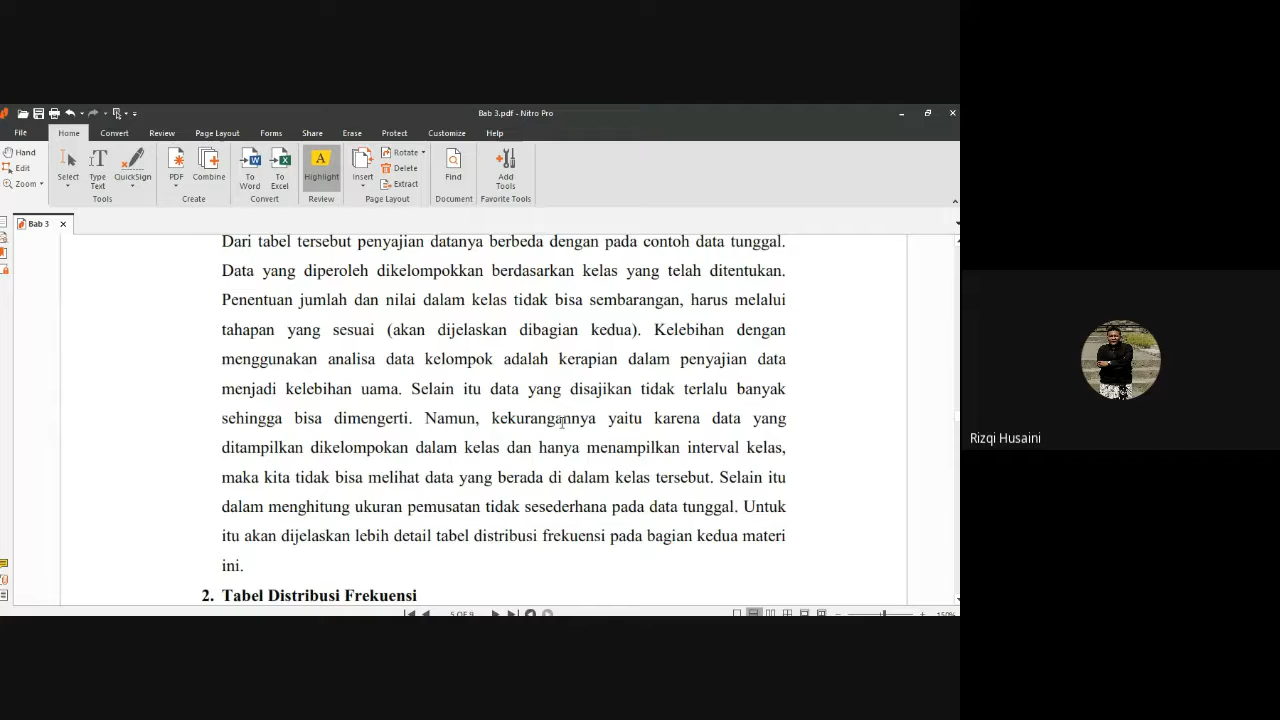 Bab 3.pdf - Nitro Pro
File Home Convert Review Page Layout Forms Share Erase Protect Customize Help
Hand
Edit
Zoom
Select
Type Text
QuickSign
Tools
PDF
Combine
Create
To Word
To Excel
Convert
Highlight
Review
Insert
Rotate
Delete
Extract
Page Layout
Find
Document
Add Tools
Favorite Tools
Bab 3
Dari tabel tersebut penyajian datanya berbeda dengan pada contoh data tunggal.
Data yang diperoleh dikelompokkan berdasarkan kelas yang telah ditentukan.
Penentuan jumlah dan nilai dalam kelas tidak bisa sembarangan, harus melalui
tahapan yang sesuai (akan dijelaskan dibagian kedua). Kelebihan dengan
menggunakan analisa data kelompok adalah kerapian dalam penyajian data
menjadi kelebihan uama. Selain itu data yang disajikan tidak terlalu banyak
sehingga bisa dimengerti. Namun, kekurangannya yaitu karena data yang
ditampilkan dikelompokan dalam kelas dan hanya menampilkan interval kelas,
maka kita tidak bisa melihat data yang berada di dalam kelas tersebut. Selain itu
dalam menghitung ukuran pemusatan tidak sesederhana pada data tunggal. Untuk
itu akan dijelaskan lebih detail tabel distribusi frekuensi pada bagian kedua materi
ini.
2. Tabel Distribusi Frekuensi
5 OF 9
150%
Rizqi Husaini